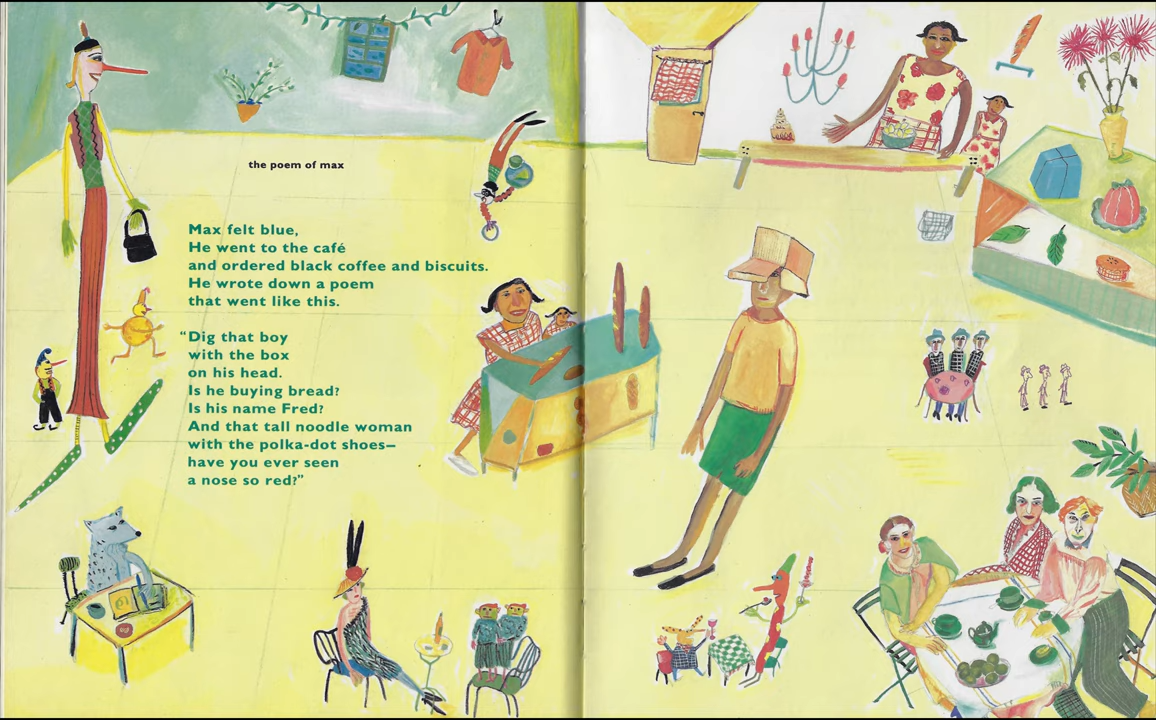 the poem of max
Max felt blue,
He went to the café
and ordered black coffee and biscuits.
He wrote down a poem
that went like this.
“Dig that boy
with the box
on his head.
Is he buying bread?
Is his name Fred?
And that tall noodle woman
with the polka-dot shoes—
have you ever seen
a nose so red?”